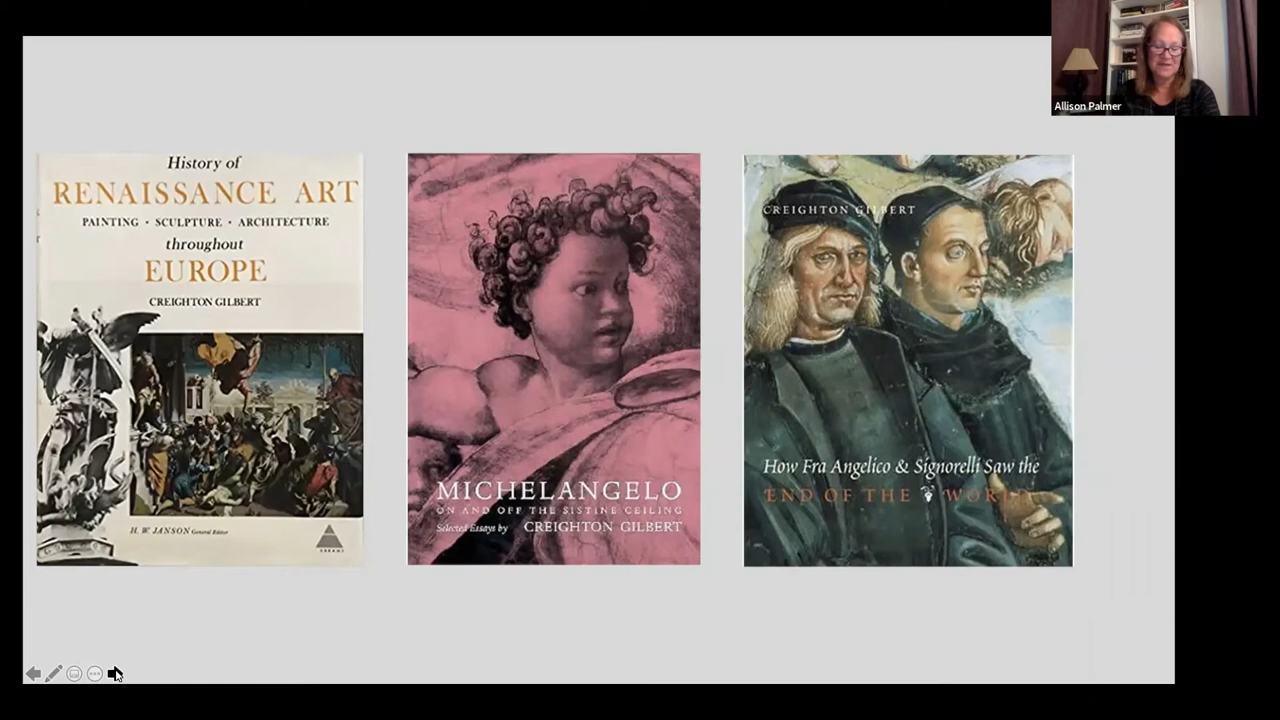 Allison Palmer
History of
RENAISSANCE ART
PAINTING · SCULPTURE · ARCHITECTURE
throughout
EUROPE
CREIGHTON GILBERT
H. W. JANSON General Editor
ABRAMS
MICHELANGELO
ON AND OFF THE SISTINE CEILING
Selected Essays by CREIGHTON GILBERT
CREIGHTON GILBERT
How Fra Angelico & Signorelli Saw the
END OF THE WORLD